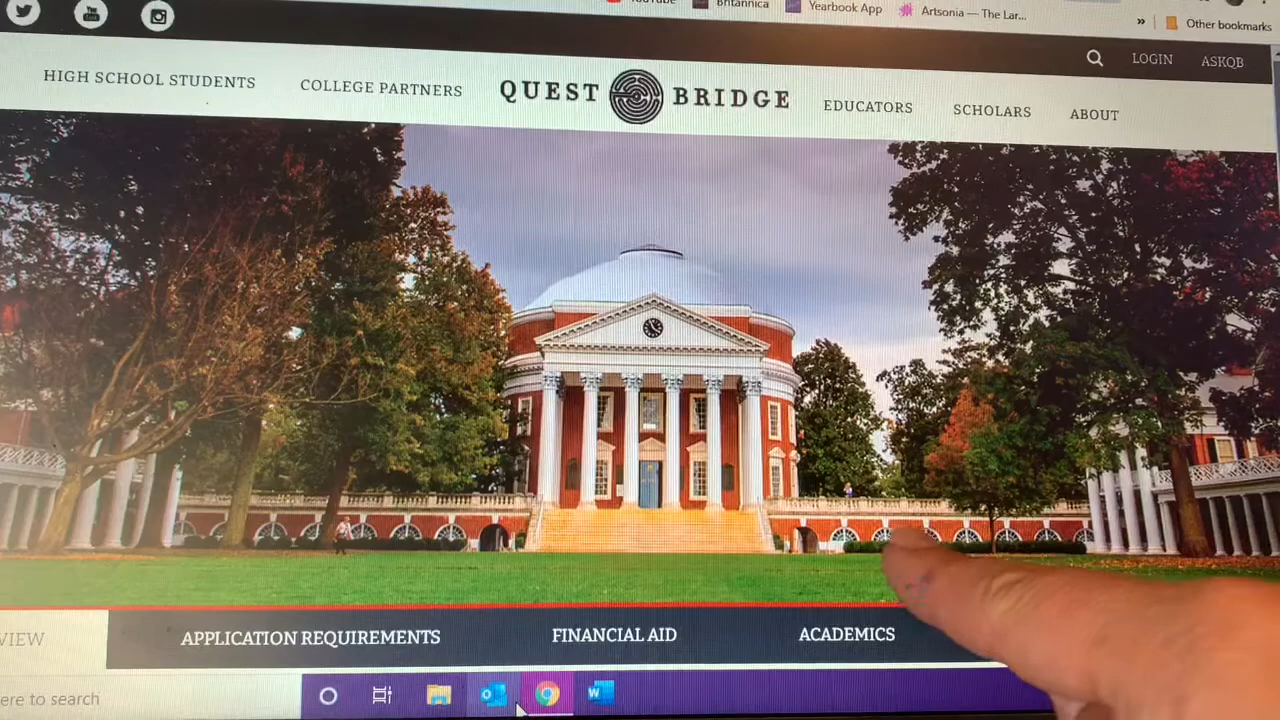 Britannica
Yearbook App
Artsonia — The Lar...
»
Other bookmarks
LOGIN
ASKQB
HIGH SCHOOL STUDENTS
COLLEGE PARTNERS
QUEST BRIDGE
EDUCATORS
SCHOLARS
ABOUT
VIEW
APPLICATION REQUIREMENTS
FINANCIAL AID
ACADEMICS
ere to search